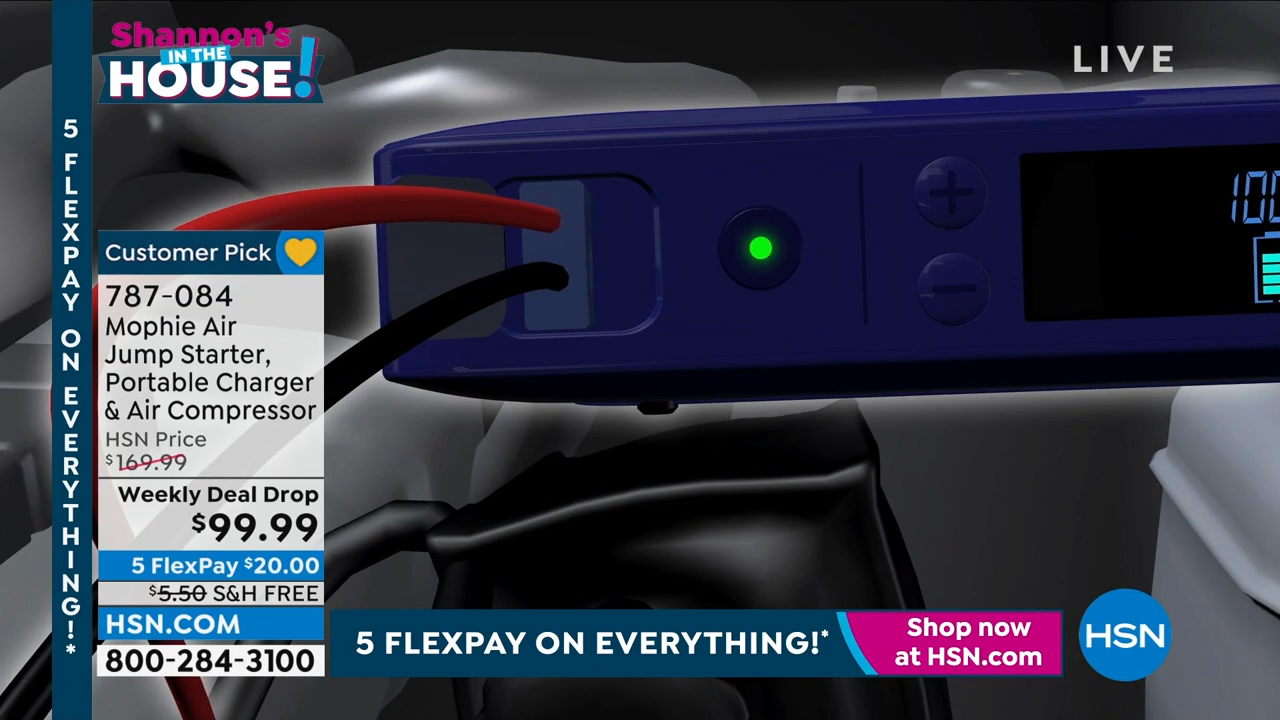 Shannon's
IN THE
HOUSE!
LIVE
5 FLEXPAY ON EVERYTHING!*
Customer Pick
787-084
Mophie Air
Jump Starter,
Portable Charger
& Air Compressor
HSN Price
$169.99
Weekly Deal Drop
$99.99
5 FlexPay $20.00
$5.50 S&H FREE
HSN.COM
800-284-3100
100
5 FLEXPAY ON EVERYTHING!*
Shop now
at HSN.com
HSN